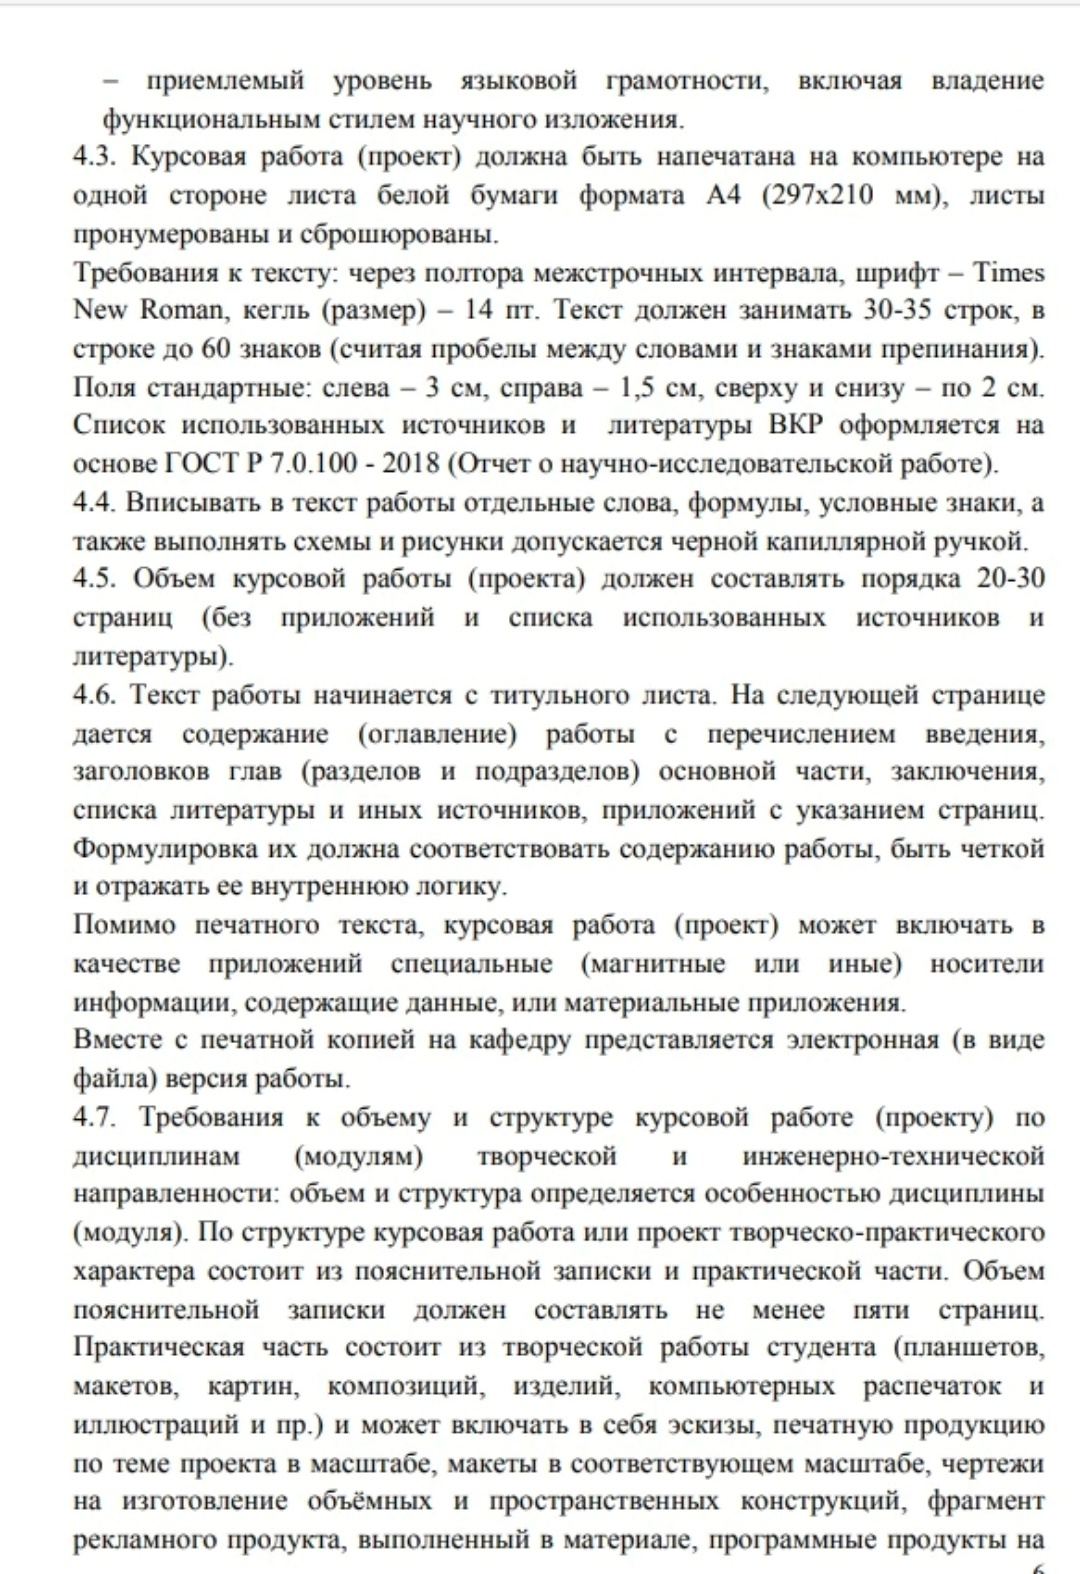 – приемлемый уровень языковой грамотности, включая владение
функциональным стилем научного изложения.
4.3. Курсовая работа (проект) должна быть напечатана на компьютере на
одной стороне листа белой бумаги формата А4 (297х210 мм), листы
пронумерованы и сброшюрованы.
Требования к тексту: через полтора межстрочных интервала, шрифт – Times
New Roman, кегль (размер) – 14 пт. Текст должен занимать 30-35 строк, в
строке до 60 знаков (считая пробелы между словами и знаками препинания).
Поля стандартные: слева – 3 см, справа – 1,5 см, сверху и снизу – по 2 см.
Список использованных источников и литературы ВКР оформляется на
основе ГОСТ Р 7.0.100 - 2018 (Отчет о научно-исследовательской работе).
4.4. Вписывать в текст работы отдельные слова, формулы, условные знаки, а
также выполнять схемы и рисунки допускается черной капиллярной ручкой.
4.5. Объем курсовой работы (проекта) должен составлять порядка 20-30
страниц (без приложений и списка использованных источников и
литературы).
4.6. Текст работы начинается с титульного листа. На следующей странице
дается содержание (оглавление) работы с перечислением введения,
заголовков глав (разделов и подразделов) основной части, заключения,
списка литературы и иных источников, приложений с указанием страниц.
Формулировка их должна соответствовать содержанию работы, быть четкой
и отражать ее внутреннюю логику.
Помимо печатного текста, курсовая работа (проект) может включать в
качестве приложений специальные (магнитные или иные) носители
информации, содержащие данные, или материальные приложения.
Вместе с печатной копией на кафедру представляется электронная (в виде
файла) версия работы.
4.7. Требования к объему и структуре курсовой работе (проекту) по
дисциплинам (модулям) творческой и инженерно-технической
направленности: объем и структура определяется особенностью дисциплины
(модуля). По структуре курсовая работа или проект творческо-практического
характера состоит из пояснительной записки и практической части. Объем
пояснительной записки должен составлять не менее пяти страниц.
Практическая часть состоит из творческой работы студента (планшетов,
макетов, картин, композиций, изделий, компьютерных распечаток и
иллюстраций и пр.) и может включать в себя эскизы, печатную продукцию
по теме проекта в масштабе, макеты в соответствующем масштабе, чертежи
на изготовление объёмных и пространственных конструкций, фрагмент
рекламного продукта, выполненный в материале, программные продукты на
6